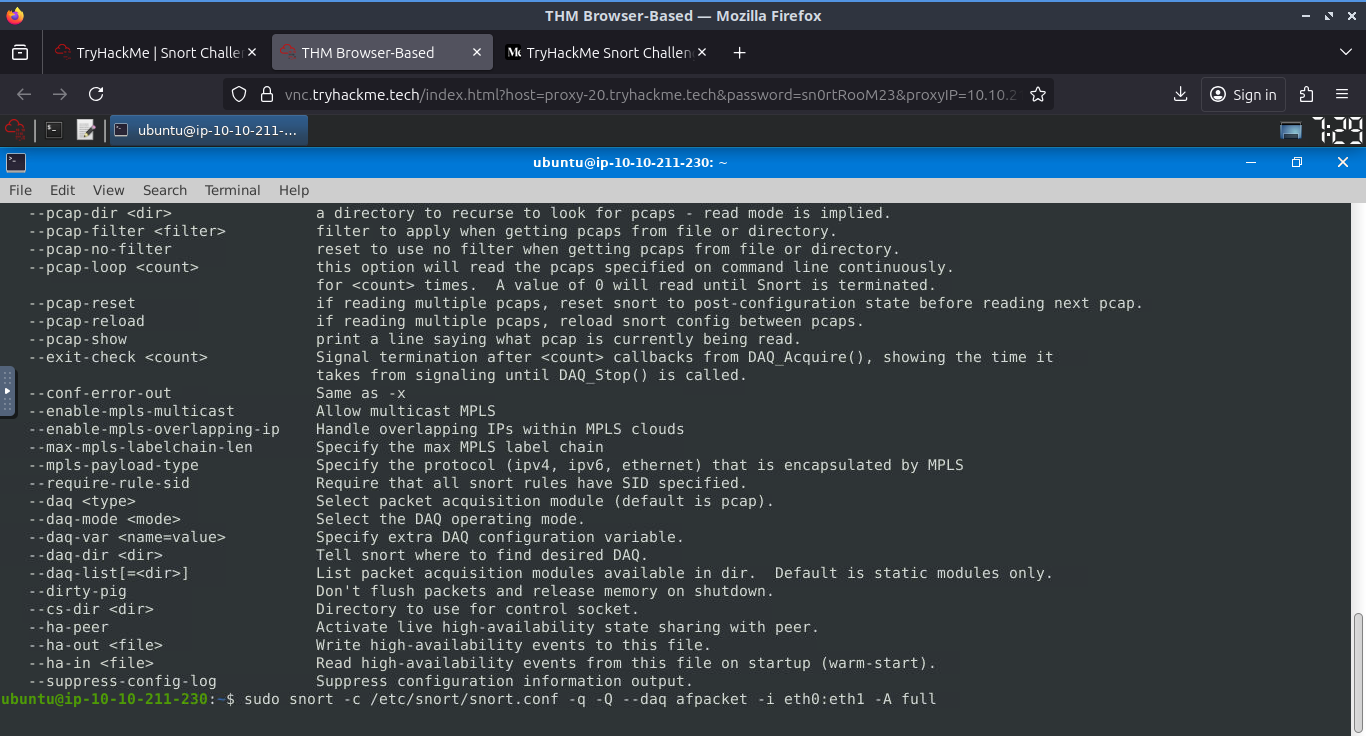 THM Browser-Based — Mozilla Firefox
TryHackMe | Snort Challe
THM Browser-Based
TryHackMe Snort Challen
vnc.tryhackme.tech/index.html?host=proxy-20.tryhackme.tech&password=sn0rtRooM23&proxyIP=10.10.2
Sign in
ubuntu@ip-10-10-211-...
1:29
ubuntu@ip-10-10-211-230: ~
File Edit View Search Terminal Help
--pcap-dir <dir> a directory to recurse to look for pcaps - read mode is implied.
--pcap-filter <filter> filter to apply when getting pcaps from file or directory.
--pcap-no-filter reset to use no filter when getting pcaps from file or directory.
--pcap-loop <count> this option will read the pcaps specified on command line continuously.
for <count> times. A value of 0 will read until Snort is terminated.
--pcap-reset if reading multiple pcaps, reset snort to post-configuration state before reading next pcap.
--pcap-reload if reading multiple pcaps, reload snort config between pcaps.
--pcap-show print a line saying what pcap is currently being read.
--exit-check <count> Signal termination after <count> callbacks from DAQ_Acquire(), showing the time it
takes from signaling until DAQ_Stop() is called.
--conf-error-out Same as -x
--enable-mpls-multicast Allow multicast MPLS
--enable-mpls-overlapping-ip Handle overlapping IPs within MPLS clouds
--max-mpls-labelchain-len Specify the max MPLS label chain
--mpls-payload-type Specify the protocol (ipv4, ipv6, ethernet) that is encapsulated by MPLS
--require-rule-sid Require that all snort rules have SID specified.
--daq <type> Select packet acquisition module (default is pcap).
--daq-mode <mode> Select the DAQ operating mode.
--daq-var <name=value> Specify extra DAQ configuration variable.
--daq-dir <dir> Tell snort where to find desired DAQ.
--daq-list[=<dir>] List packet acquisition modules available in dir. Default is static modules only.
--dirty-pig Don't flush packets and release memory on shutdown.
--cs-dir <dir> Directory to use for control socket.
--ha-peer Activate live high-availability state sharing with peer.
--ha-out <file> Write high-availability events to this file.
--ha-in <file> Read high-availability events from this file on startup (warm-start).
--suppress-config-log Suppress configuration information output.
ubuntu@ip-10-10-211-230:~$ sudo snort -c /etc/snort/snort.conf -q -Q --daq afpacket -i eth0:eth1 -A full